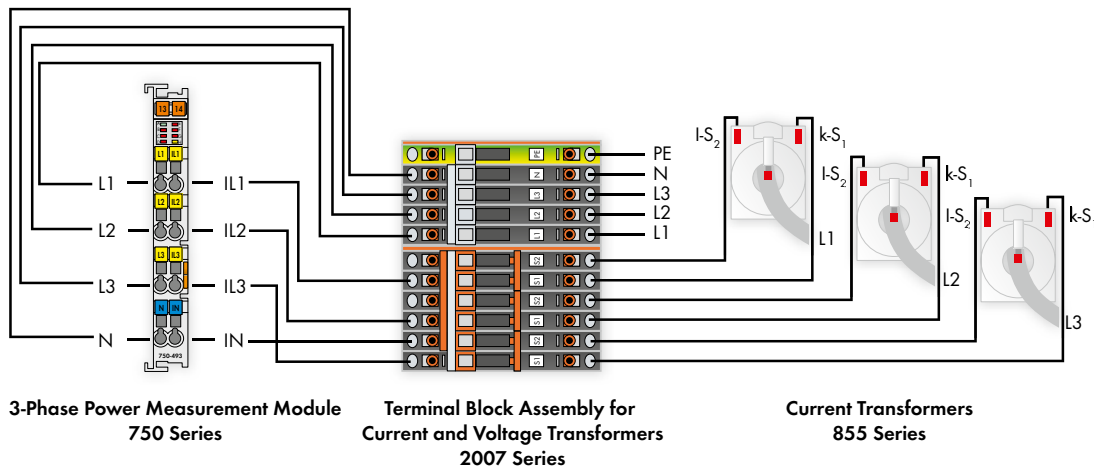 13 14
L1 IL1
L2 IL2
L3 IL3
N IN
750-493
L1 IL1
L2 IL2
L3 IL3
N IN
PE
N
L3
L2
L1
S2
S1
S2
S1
S2
S1
PE
N
L3
L2
L1
l-S2 k-S1
L1
l-S2 k-S1
L2
l-S2 k-S
L3
3-Phase Power Measurement Module
750 Series
Terminal Block Assembly for
Current and Voltage Transformers
2007 Series
Current Transformers
855 Series